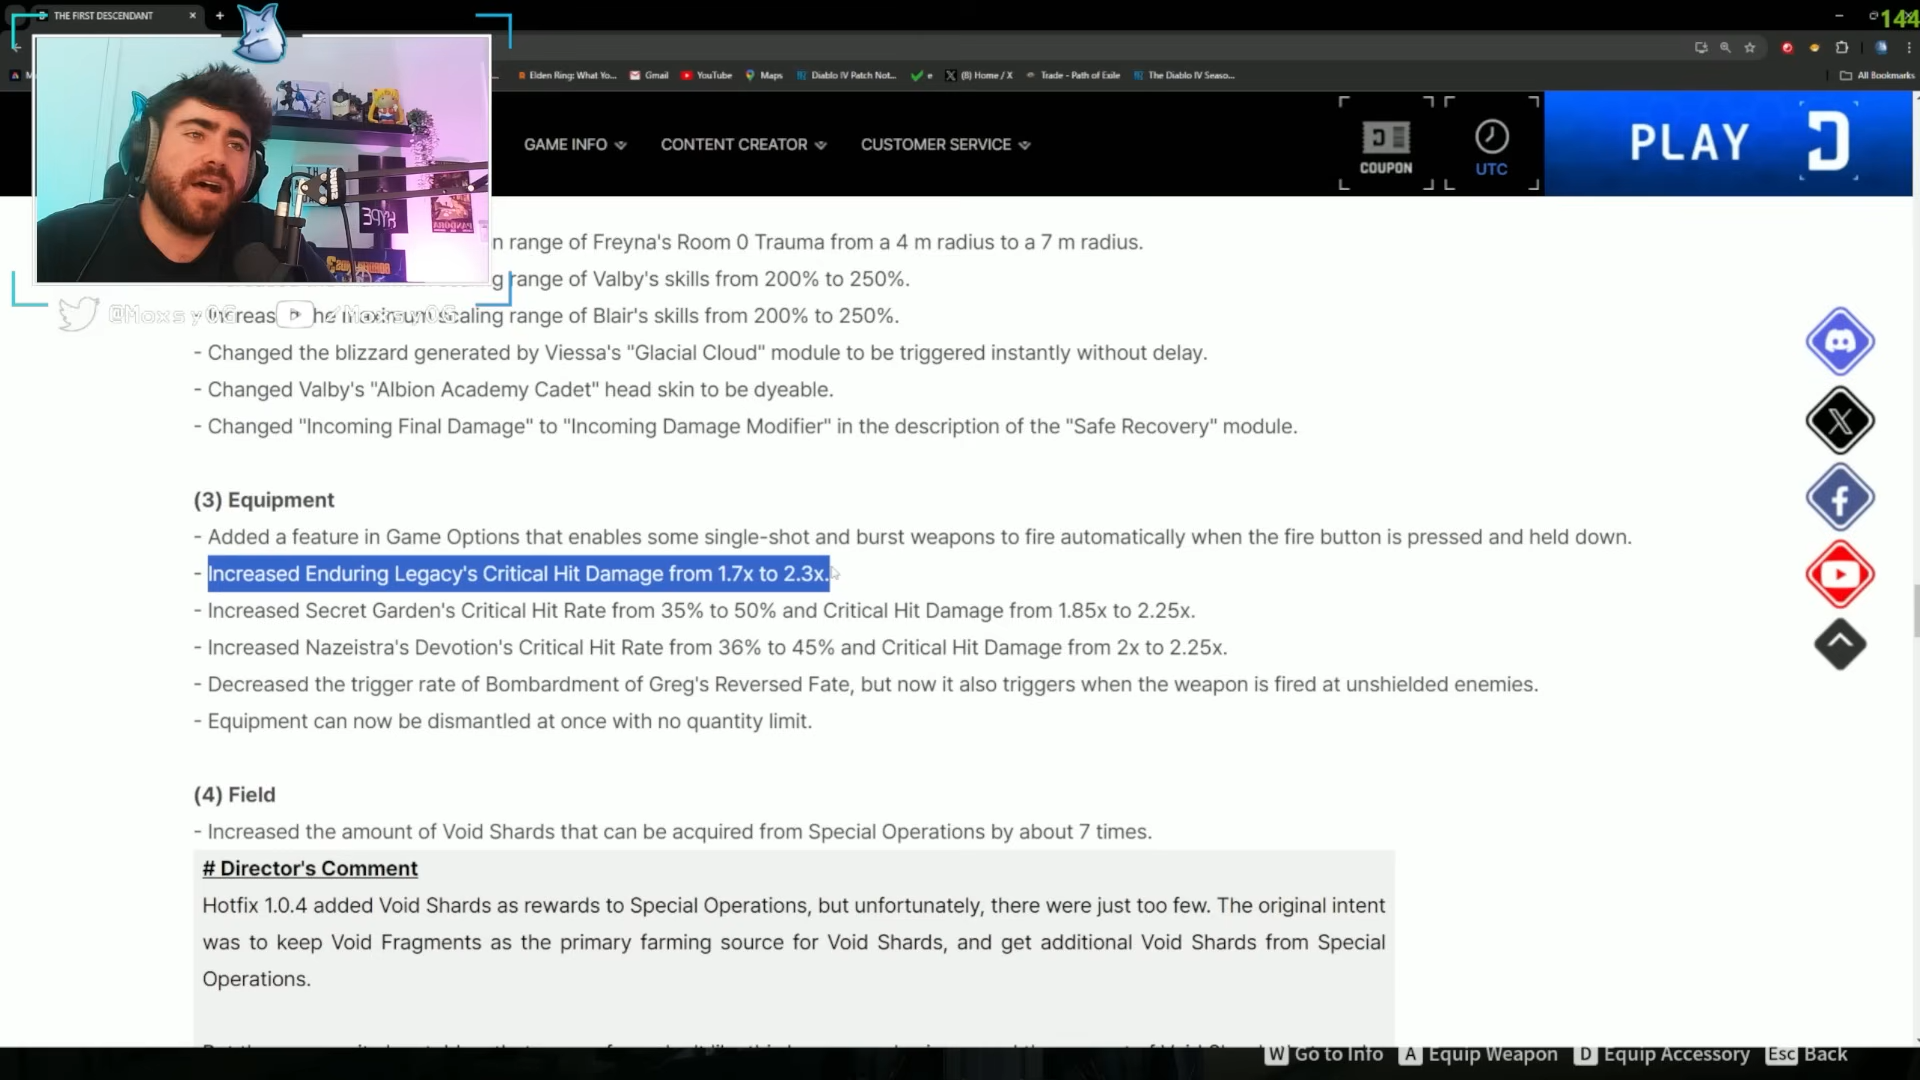 THE FIRST DESCENDANT
144
Elden Ring: What Yo...
Gmail
YouTube
Maps
Diablo IV Patch Not...
e
(8) Home / X
Trade - Path of Exile
The Diablo IV Seaso...
All Bookmarks
GAME INFO
CONTENT CREATOR
CUSTOMER SERVICE
COUPON
UTC
PLAY
HYPE
@MoxsyOG
/MoxsyOG
n range of Freyna's Room 0 Trauma from a 4 m radius to a 7 m radius.
g range of Valby's skills from 200% to 250%.
Increas he maximum scaling range of Blair's skills from 200% to 250%.
- Changed the blizzard generated by Viessa's "Glacial Cloud" module to be triggered instantly without delay.
- Changed Valby's "Albion Academy Cadet" head skin to be dyeable.
- Changed "Incoming Final Damage" to "Incoming Damage Modifier" in the description of the "Safe Recovery" module.
(3) Equipment
- Added a feature in Game Options that enables some single-shot and burst weapons to fire automatically when the fire button is pressed and held down.
- Increased Enduring Legacy's Critical Hit Damage from 1.7x to 2.3x.
- Increased Secret Garden's Critical Hit Rate from 35% to 50% and Critical Hit Damage from 1.85x to 2.25x.
- Increased Nazeistra's Devotion's Critical Hit Rate from 36% to 45% and Critical Hit Damage from 2x to 2.25x.
- Decreased the trigger rate of Bombardment of Greg's Reversed Fate, but now it also triggers when the weapon is fired at unshielded enemies.
- Equipment can now be dismantled at once with no quantity limit.
(4) Field
- Increased the amount of Void Shards that can be acquired from Special Operations by about 7 times.
# Director's Comment
Hotfix 1.0.4 added Void Shards as rewards to Special Operations, but unfortunately, there were just too few. The original intent
was to keep Void Fragments as the primary farming source for Void Shards, and get additional Void Shards from Special
Operations.
W Go to Info A Equip Weapon D Equip Accessory Esc Back